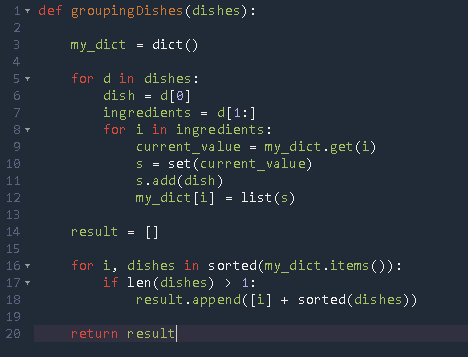 1 def groupingDishes(dishes):
2
3     my_dict = dict()
4
5     for d in dishes:
6         dish = d[0]
7         ingredients = d[1:]
8         for i in ingredients:
9             current_value = my_dict.get(i)
10             s = set(current_value)
11             s.add(dish)
12             my_dict[i] = list(s)
13
14     result = []
15
16     for i, dishes in sorted(my_dict.items()):
17         if len(dishes) > 1:
18             result.append([i] + sorted(dishes))
19
20     return result